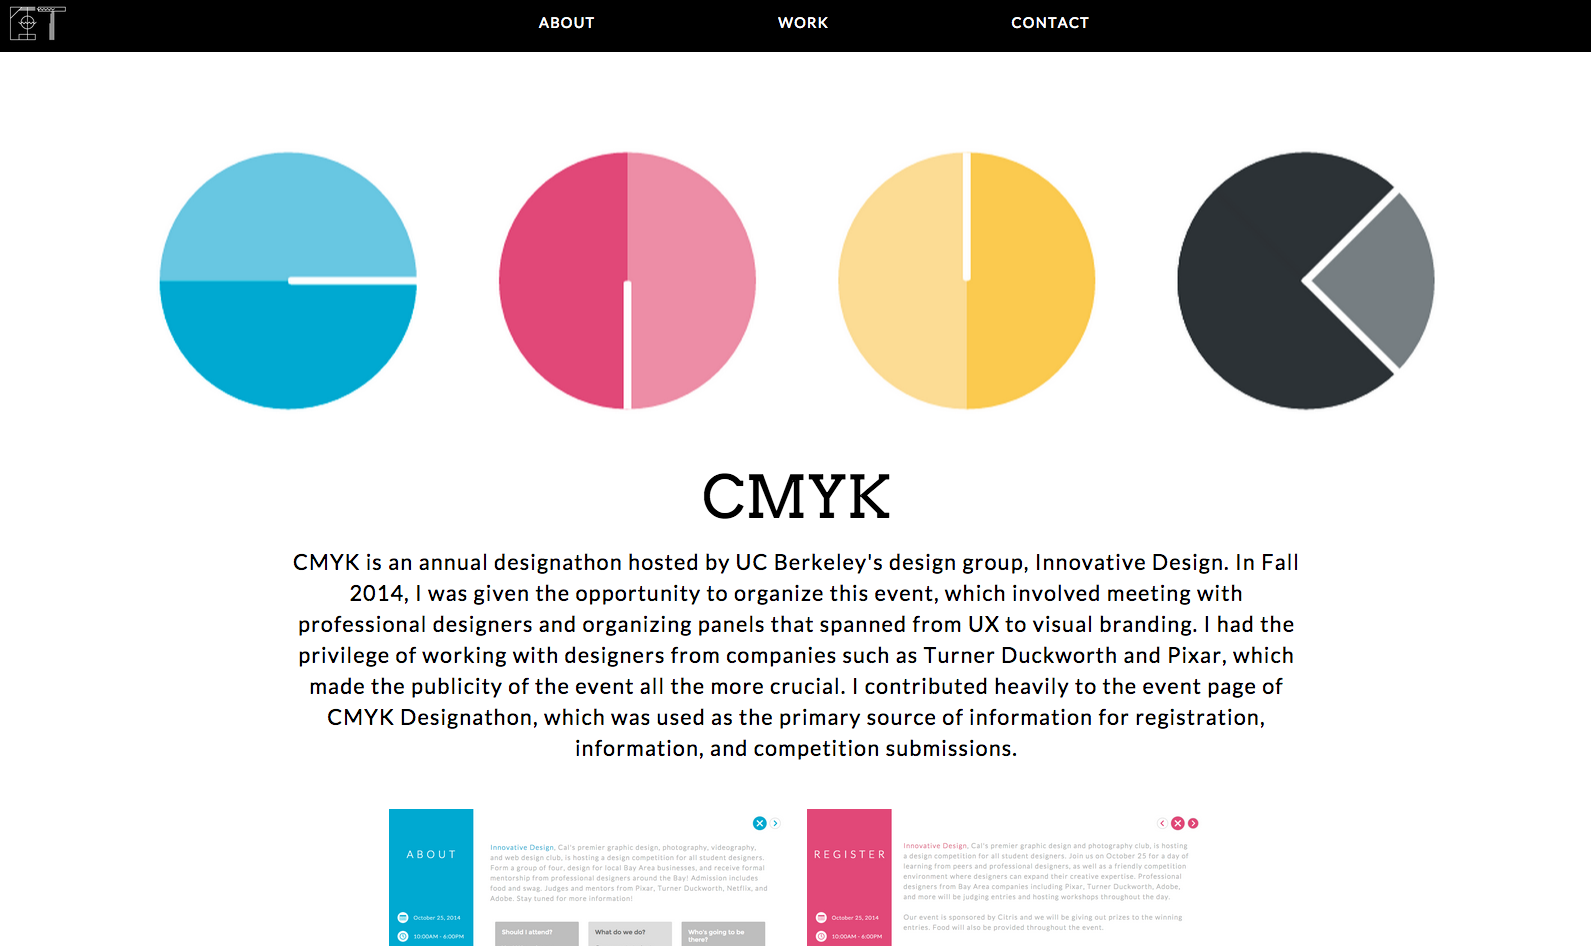 ABOUT WORK CONTACT
CMYK
CMYK is an annual designathon hosted by UC Berkeley's design group, Innovative Design. In Fall
2014, I was given the opportunity to organize this event, which involved meeting with
professional designers and organizing panels that spanned from UX to visual branding. I had the
privilege of working with designers from companies such as Turner Duckworth and Pixar, which
made the publicity of the event all the more crucial. I contributed heavily to the event page of
CMYK Designathon, which was used as the primary source of information for registration,
information, and competition submissions.
ABOUT
Innovative Design, Cal's premier graphic design, photography, videography,
and web design club, is hosting a design competition for all student designers.
Form a group of four, design for local Bay Area businesses, and receive formal
mentorship from professional designers around the Bay! Admission includes
food and swag. Judges and mentors from Pixar, Turner Duckworth, Netflix, and
Adobe. Stay tuned for more information!
October 25, 2014
10:00AM - 6:00PM
Should I attend?
What do we do?
Who's going to be
there?
REGISTER
Innovative Design, Cal's premier graphic design and photography club, is hosting
a design competition for all student designers. Join us on October 25 for a day of
learning from peers and professional designers, as well as a friendly competition
environment where designers can expand their creative expertise. Professional
designers from Bay Area companies including Pixar, Turner Duckworth, Adobe,
and more will be judging entries and hosting workshops throughout the day.
Our event is sponsored by Citris and we will be giving out prizes to the winning
entries. Food will also be provided throughout the event.
October 25, 2014
10:00AM - 6:00PM